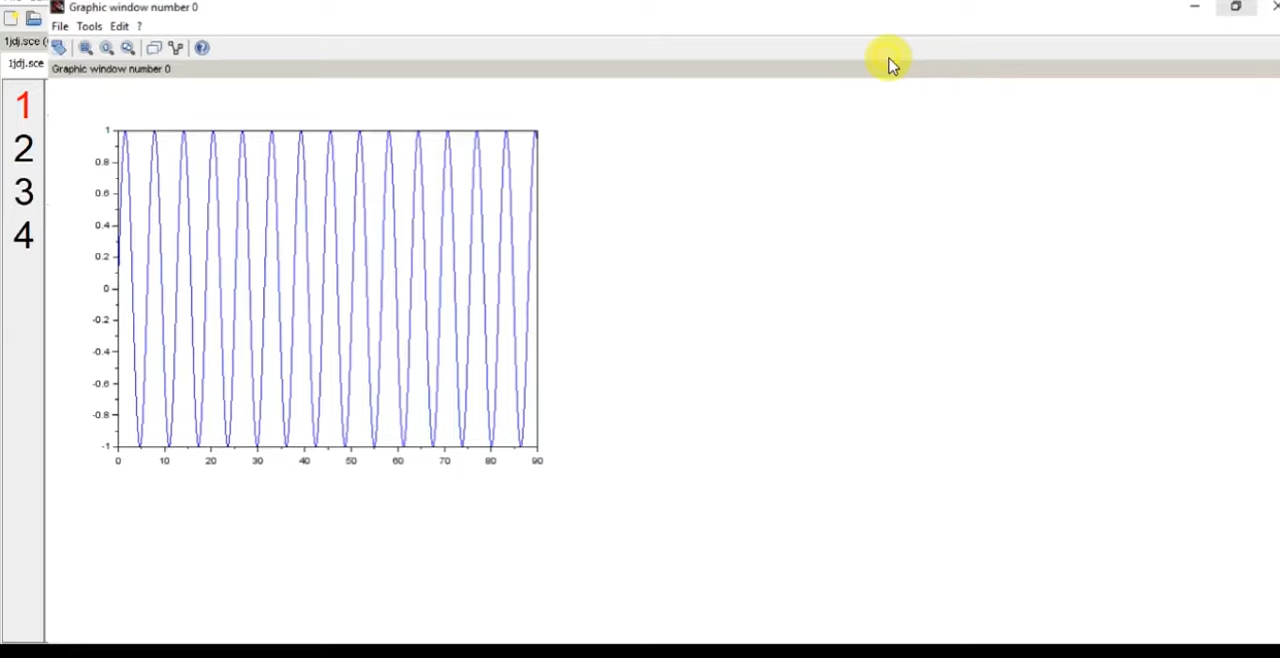 Graphic window number 0
File Tools Edit ?
1jdj.sce (
1jdj.sce
Graphic window number 0
1
2
3
4
1
0.8
0.6
0.4
0.2
0
-0.2
-0.4
-0.6
-0.8
-1
0 10 20 30 40 50 60 70 80 90